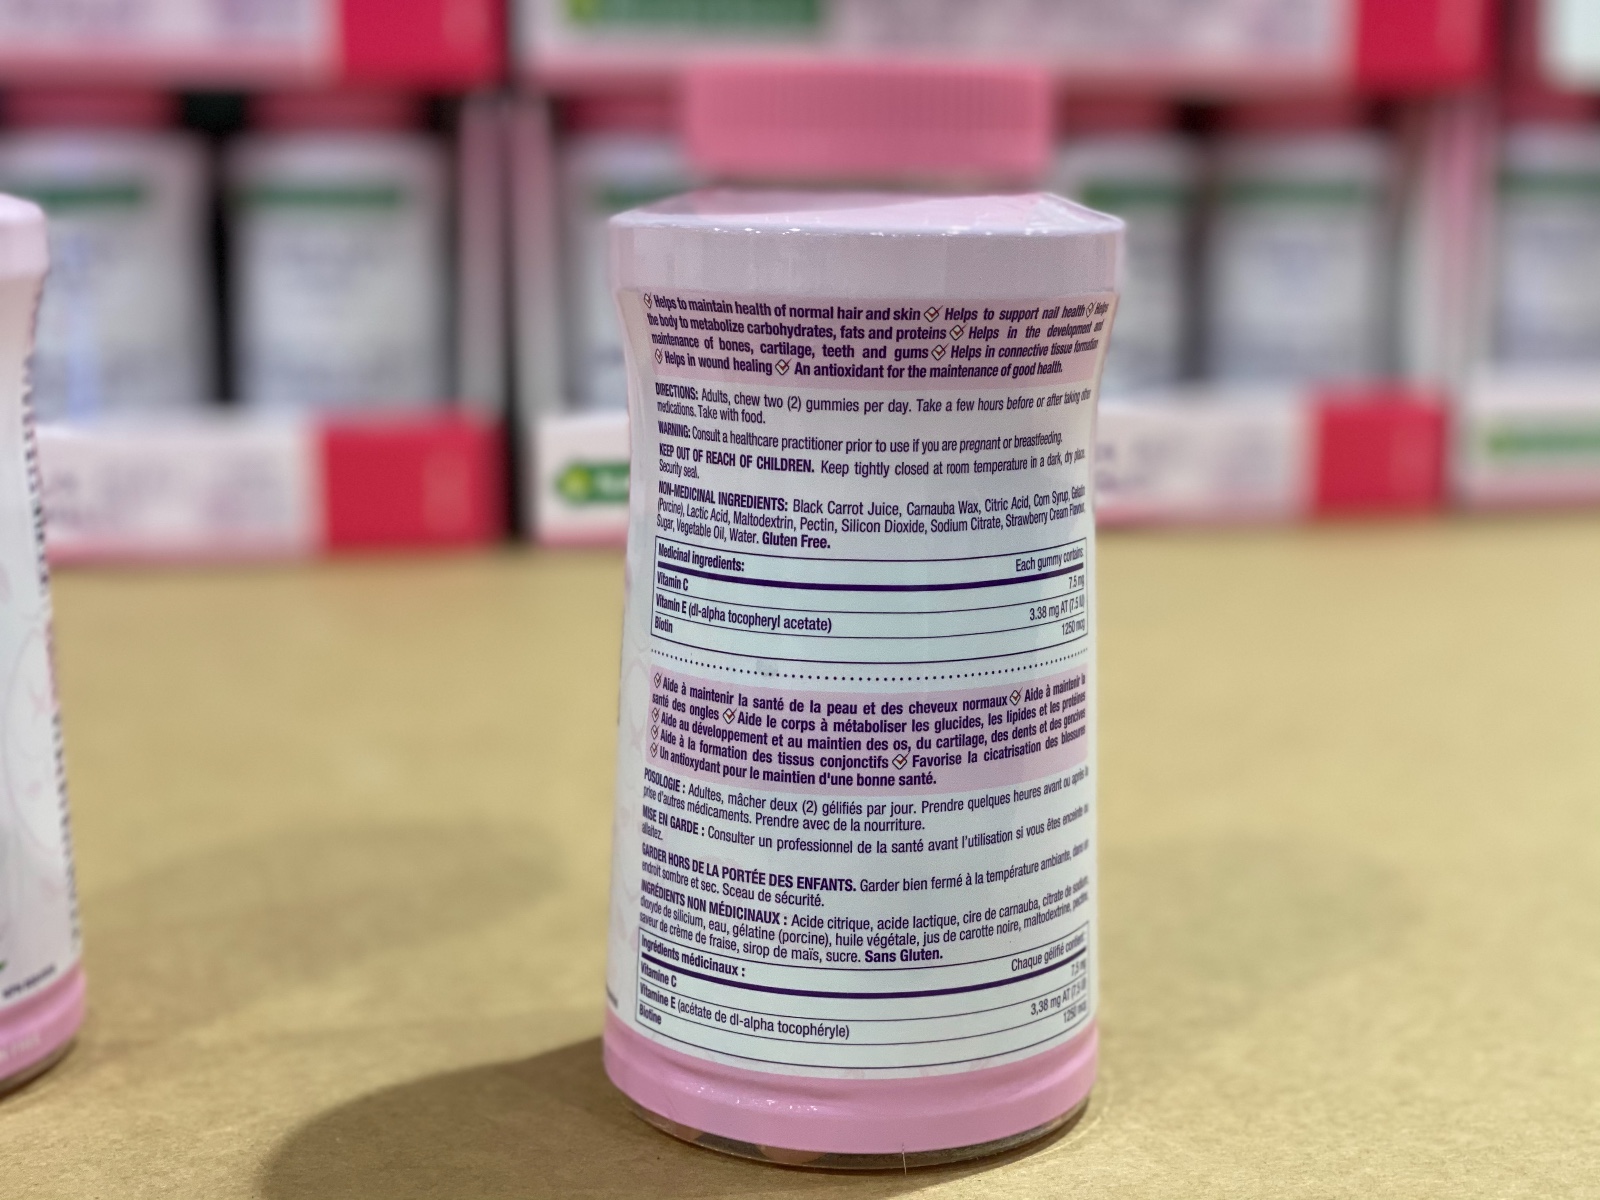 Helps to maintain health of normal hair and skin Helps to support nail health Helps
the body to metabolize carbohydrates, fats and proteins Helps in the development and
maintenance of bones, cartilage, teeth and gums Helps in connective tissue formation
Helps in wound healing An antioxidant for the maintenance of good health.
DIRECTIONS: Adults, chew two (2) gummies per day. Take a few hours before or after taking other
medications. Take with food.
WARNING: Consult a healthcare practitioner prior to use if you are pregnant or breastfeeding.
KEEP OUT OF REACH OF CHILDREN. Keep tightly closed at room temperature in a dark, dry place.
Security seal.
NON-MEDICINAL INGREDIENTS: Black Carrot Juice, Carnauba Wax, Citric Acid, Corn Syrup, Gelatin
(Porcine), Lactic Acid, Maltodextrin, Pectin, Silicon Dioxide, Sodium Citrate, Strawberry Cream Flavour,
Sugar, Vegetable Oil, Water. Gluten Free.
Medicinal ingredients: Each gummy contains:
Vitamin C 7.5 mg
Vitamin E (dl-alpha tocopheryl acetate) 3.38 mg AT (7.5 IU)
Biotin 1250 mcg
Aide à maintenir la santé de la peau et des cheveux normaux Aide à maintenir la
santé des ongles Aide le corps à métaboliser les glucides, les lipides et les protéines
Aide au développement et au maintien des os, du cartilage, des dents et des gencives
Aide à la formation des tissus conjonctifs Favorise la cicatrisation des blessures
Un antioxydant pour le maintien d'une bonne santé.
POSOLOGIE : Adultes, mâcher deux (2) gélifiés par jour. Prendre quelques heures avant ou après la
prise d'autres médicaments. Prendre avec de la nourriture.
MISE EN GARDE : Consulter un professionnel de la santé avant l'utilisation si vous êtes enceinte ou
allaitez.
GARDER HORS DE LA PORTÉE DES ENFANTS. Garder bien fermé à la température ambiante, dans un
endroit sombre et sec. Sceau de sécurité.
INGRÉDIENTS NON MÉDICINAUX : Acide citrique, acide lactique, cire de carnauba, citrate de sodium,
dioxyde de silicium, eau, gélatine (porcine), huile végétale, jus de carotte noire, maltodextrine, pectine,
saveur de crème de fraise, sirop de maïs, sucre. Sans Gluten.
Ingrédients médicinaux : Chaque gélifié contient:
Vitamine C 7,5 mg
Vitamine E (acétate de dl-alpha tocophéryle) 3,38 mg AT (7,5 UI)
Biotine 1250 mcg